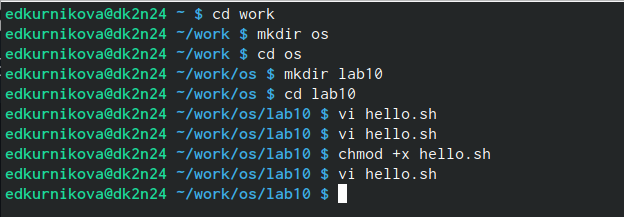 edkurnikova@dk2n24 ~ $ cd work
edkurnikova@dk2n24 ~/work $ mkdir os
edkurnikova@dk2n24 ~/work $ cd os
edkurnikova@dk2n24 ~/work/os $ mkdir lab10
edkurnikova@dk2n24 ~/work/os $ cd lab10
edkurnikova@dk2n24 ~/work/os/lab10 $ vi hello.sh
edkurnikova@dk2n24 ~/work/os/lab10 $ vi hello.sh
edkurnikova@dk2n24 ~/work/os/lab10 $ chmod +x hello.sh
edkurnikova@dk2n24 ~/work/os/lab10 $ vi hello.sh
edkurnikova@dk2n24 ~/work/os/lab10 $